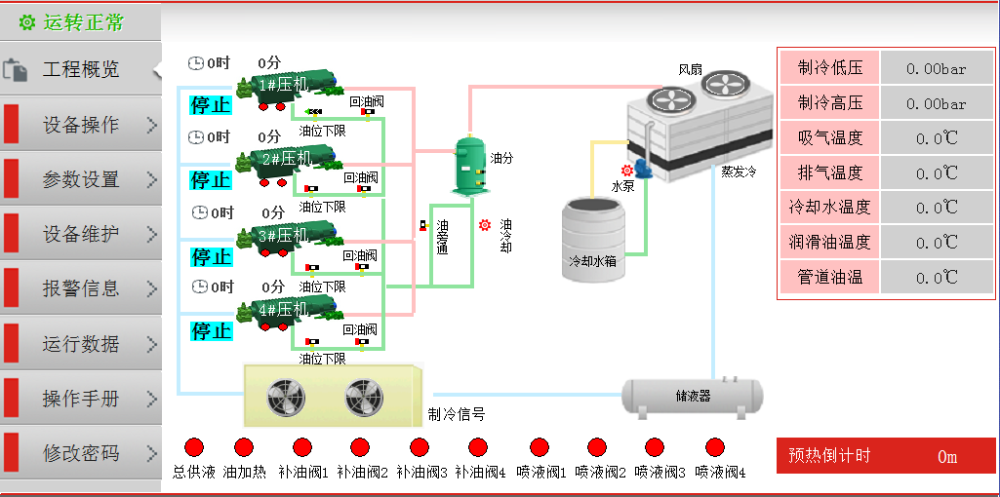 运转正常
工程概览
设备操作
参数设置
设备维护
报警信息
运行数据
操作手册
修改密码
0时 0分
1#压机
停止
回油阀
油位下限
0时 0分
2#压机
停止
回油阀
油位下限
0时 0分
3#压机
停止
回油阀
油位下限
0时 0分
4#压机
停止
回油阀
油位下限
油分
油旁通
油冷却
风扇
蒸发冷
水泵
冷却水箱
储液器
制冷信号
制冷低压 0.00bar
制冷高压 0.00bar
吸气温度 0.0℃
排气温度 0.0℃
冷却水温度 0.0℃
润滑油温度 0.0℃
管道油温 0.0℃
总供液 油加热 补油阀1 补油阀2 补油阀3 补油阀4 喷液阀1 喷液阀2 喷液阀3 喷液阀4
预热倒计时 0m